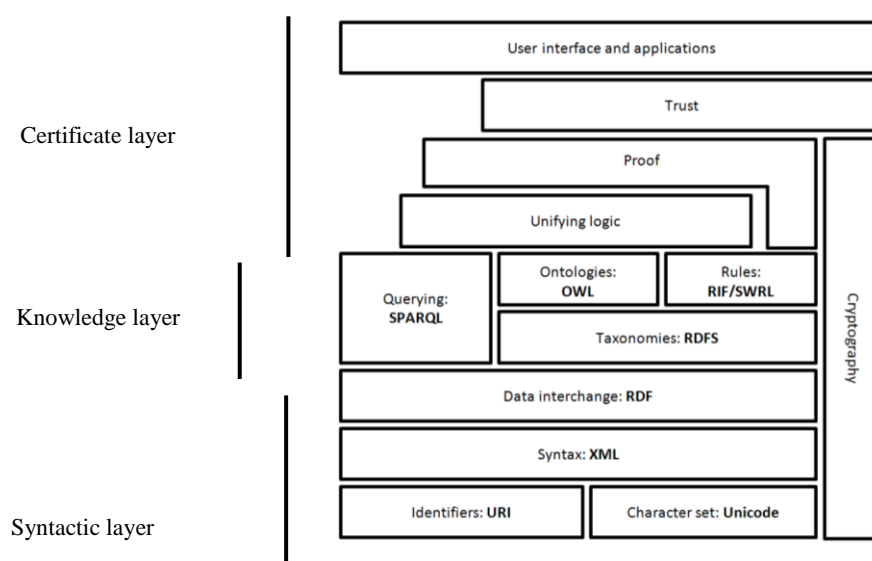 User interface and applications
Trust
Certificate layer
Proof
Unifying logic
Knowledge layer
Querying:
SPARQL
Ontologies:
OWL
Rules:
RIF/SWRL
Taxonomies: RDFS
Cryptography
Data interchange: RDF
Syntax: XML
Syntactic layer
Identifiers: URI
Character set: Unicode